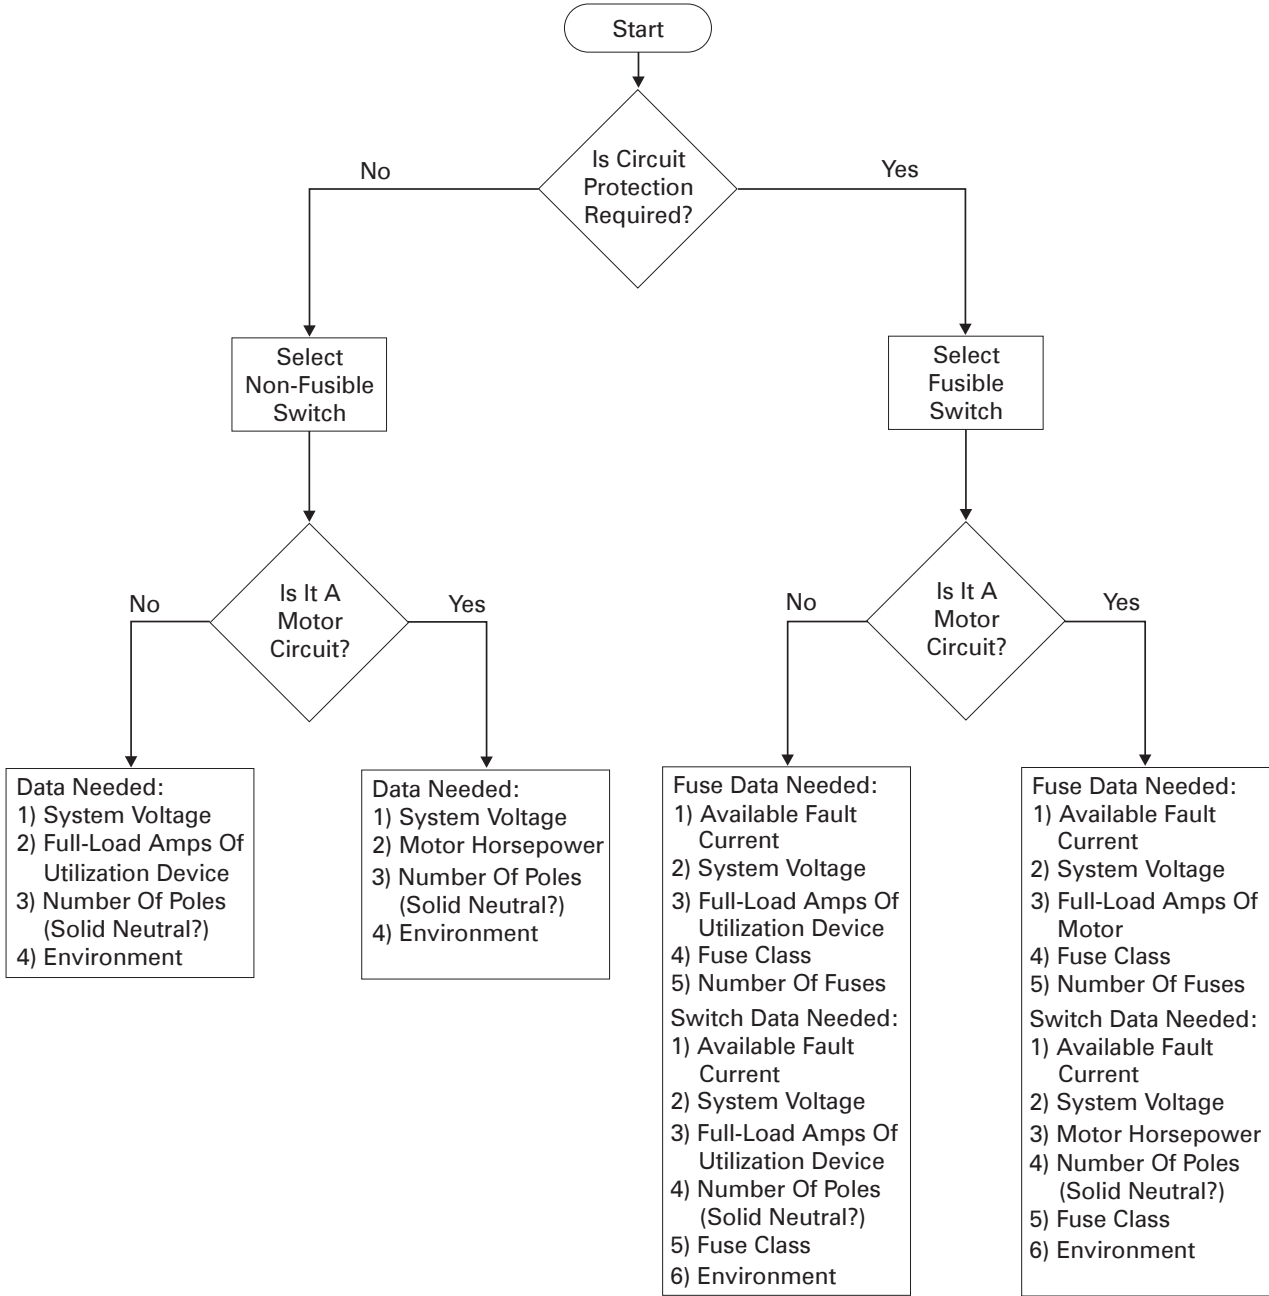 Start
Is Circuit
Protection
Required?
No
Yes
Select
Non-Fusible
Switch
Select
Fusible
Switch
Is It A
Motor
Circuit?
No
Yes
Is It A
Motor
Circuit?
No
Yes
Data Needed:
1) System Voltage
2) Full-Load Amps Of
Utilization Device
3) Number Of Poles
(Solid Neutral?)
4) Environment
Data Needed:
1) System Voltage
2) Motor Horsepower
3) Number Of Poles
(Solid Neutral?)
4) Environment
Fuse Data Needed:
1) Available Fault
Current
2) System Voltage
3) Full-Load Amps Of
Utilization Device
4) Fuse Class
5) Number Of Fuses
Switch Data Needed:
1) Available Fault
Current
2) System Voltage
3) Full-Load Amps Of
Utilization Device
4) Number Of Poles
(Solid Neutral?)
5) Fuse Class
6) Environment
Fuse Data Needed:
1) Available Fault
Current
2) System Voltage
3) Full-Load Amps Of
Motor
4) Fuse Class
5) Number Of Fuses
Switch Data Needed:
1) Available Fault
Current
2) System Voltage
3) Motor Horsepower
4) Number Of Poles
(Solid Neutral?)
5) Fuse Class
6) Environment